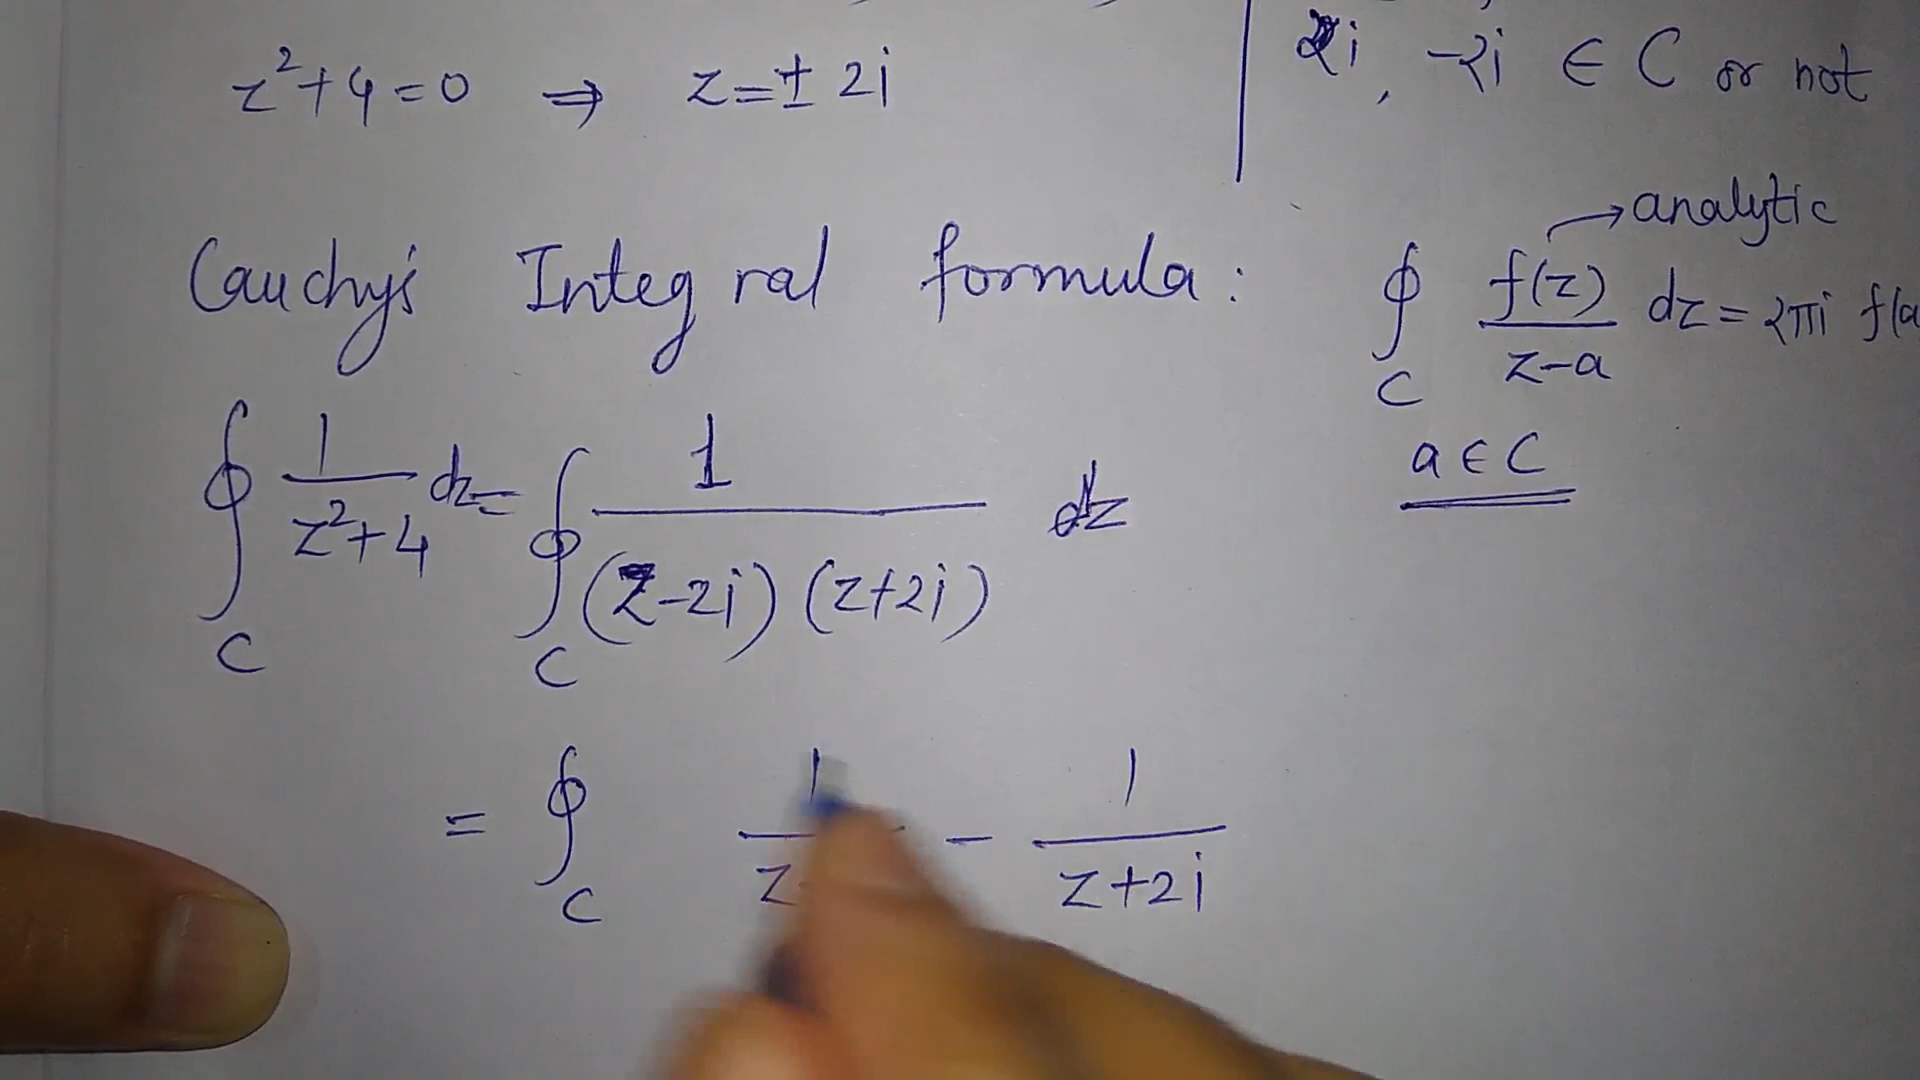 z²+4=0 ⇒ z=± 2i
2i, -2i ∈ C or not
Cauchy's Integral formula:
→ analytic
∮_C f(z)/(z-a) dz = 2πi f(a
a ∈ C
∮_C 1/(z²+4) dz = ∮_C 1/((z-2i)(z+2i)) dz
= ∮_C 1/z - 1/(z+2i)